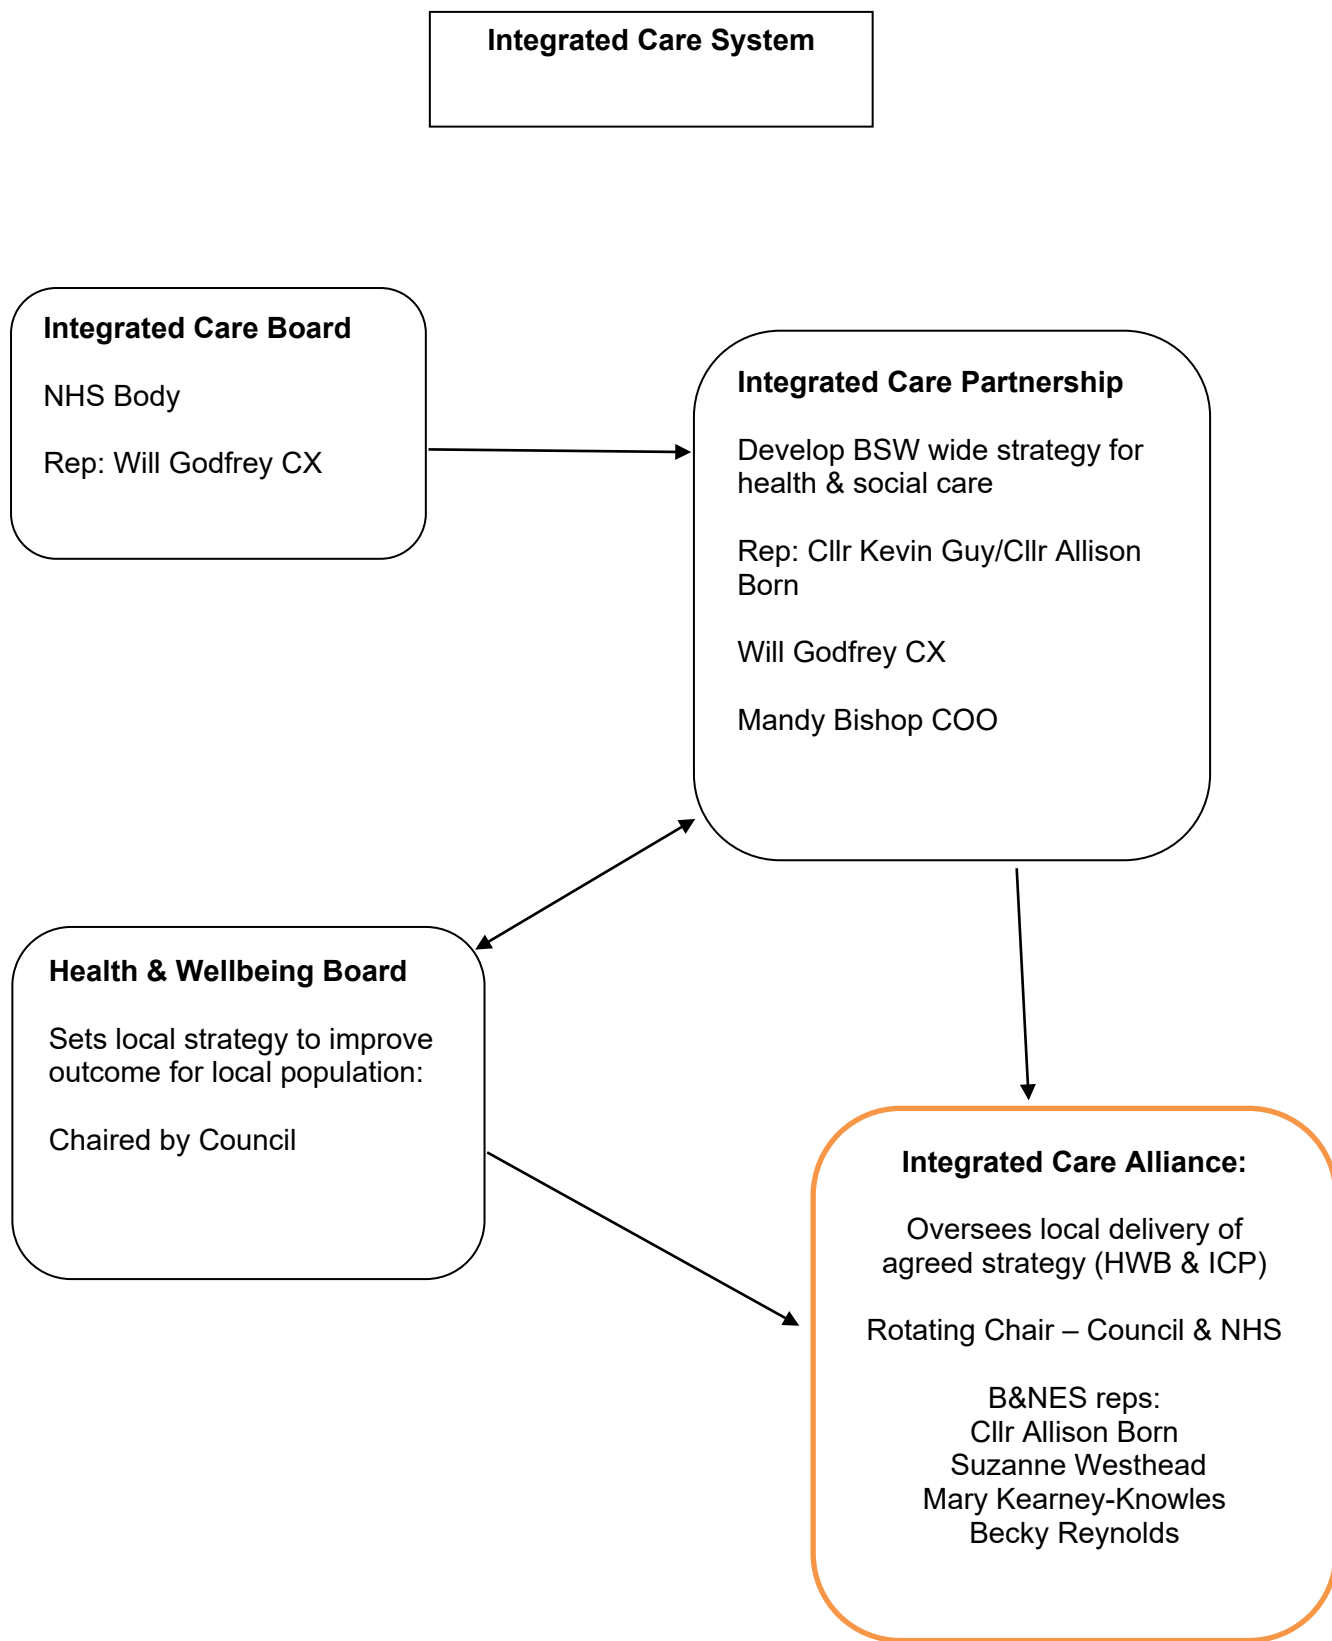 Integrated Care System
Integrated Care Board
NHS Body
Rep: Will Godfrey CX
Integrated Care Partnership
Develop BSW wide strategy for
health & social care
Rep: Cllr Kevin Guy/Cllr Allison
Born
Will Godfrey CX
Mandy Bishop COO
Health & Wellbeing Board
Sets local strategy to improve
outcome for local population:
Chaired by Council
Integrated Care Alliance:
Oversees local delivery of
agreed strategy (HWB & ICP)
Rotating Chair – Council & NHS
B&NES reps:
Cllr Allison Born
Suzanne Westhead
Mary Kearney-Knowles
Becky Reynolds